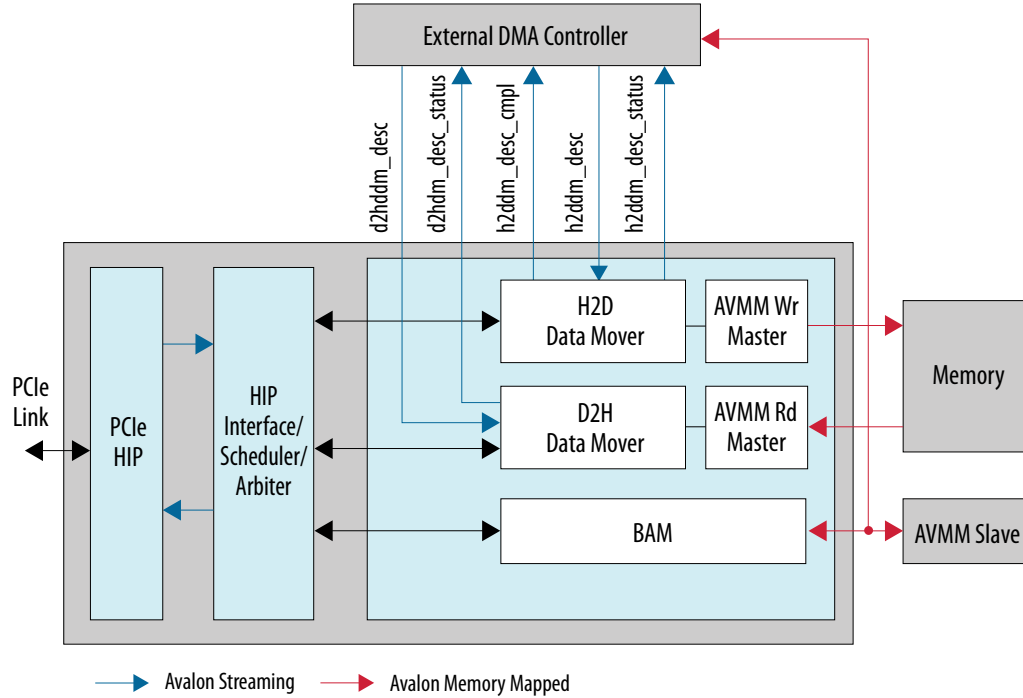 External DMA Controller
d2hddm_desc
d2hdm_desc_status
h2ddm_desc_cmpl
h2ddm_desc
h2ddm_desc_status
PCIe
Link
PCIe
HIP
HIP
Interface/
Scheduler/
Arbiter
H2D
Data Mover
AVMM Wr
Master
D2H
Data Mover
AVMM Rd
Master
BAM
Memory
AVMM Slave
Avalon Streaming
Avalon Memory Mapped